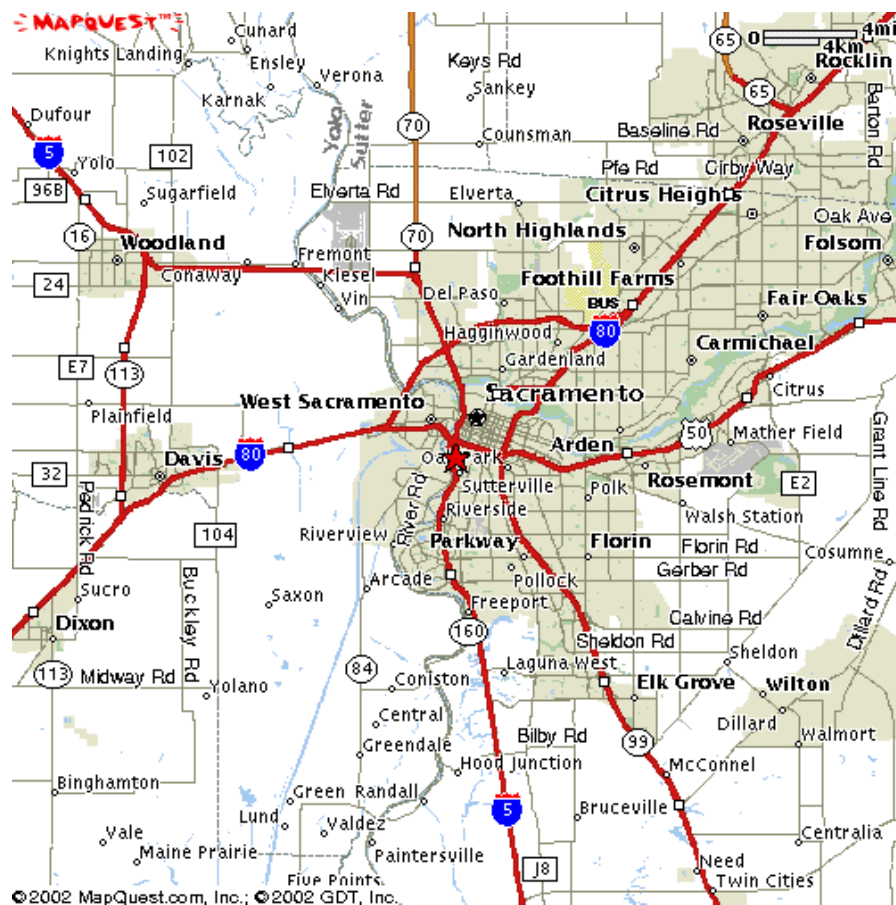 MAPQUEST™
Cunard
65
0
4mi
4km
Knights Landing
Ensley
Keys Rd
Rocklin
Verona
Karnak
Sankey
65
Barton Rd
Dufour
70
Roseville
Yolo
Sutter
Counsman
Baseline Rd
5
102
Yolo
Pfe Rd
Cirby Way
96B
Sugarfield
Elverta Rd
Elverta
Citrus Heights
Oak Ave
16
Woodland
70
North Highlands
Folsom
Fremont
Conaway
Kiesel
Foothill Farms
24
Vin
Del Paso
BUS
Fair Oaks
80
Hagginwood
Carmichael
E7
113
Gardenland
Citrus
West Sacramento
Sacramento
Plainfield
50
Grant Line Rd
Davis
80
Arden
Mather Field
32
Oak Park
Rosemont
Sutterville
E2
Pedrick Rd
River Rd
Polk
Riverside
Walsh Station
104
Riverview
Parkway
Florin
Florin Rd
Cosumne
Gerber Rd
Buckley Rd
Pollock
Sucro
Saxon
Arcade
Freeport
Calvine Rd
Dillard Rd
Dixon
160
Sheldon Rd
Sheldon
113
Midway Rd
84
Laguna West
Yolano
Coniston
Elk Grove
Wilton
Central
Dillard
Bilby Rd
99
Walmort
Greendale
Hood Junction
McConnel
Binghamton
Green Randall
5
Bruceville
Lund
Vale
Valdez
Centralia
Maine Prairie
Paintersville
J8
Need
Five Points
Twin Cities
©2002 MapQuest.com, Inc.; ©2002 GDT, Inc.